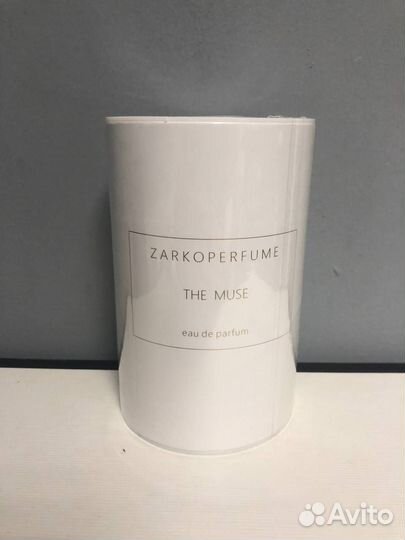 ZARKOPERFUME
THE MUSE
eau de parfum
Avito